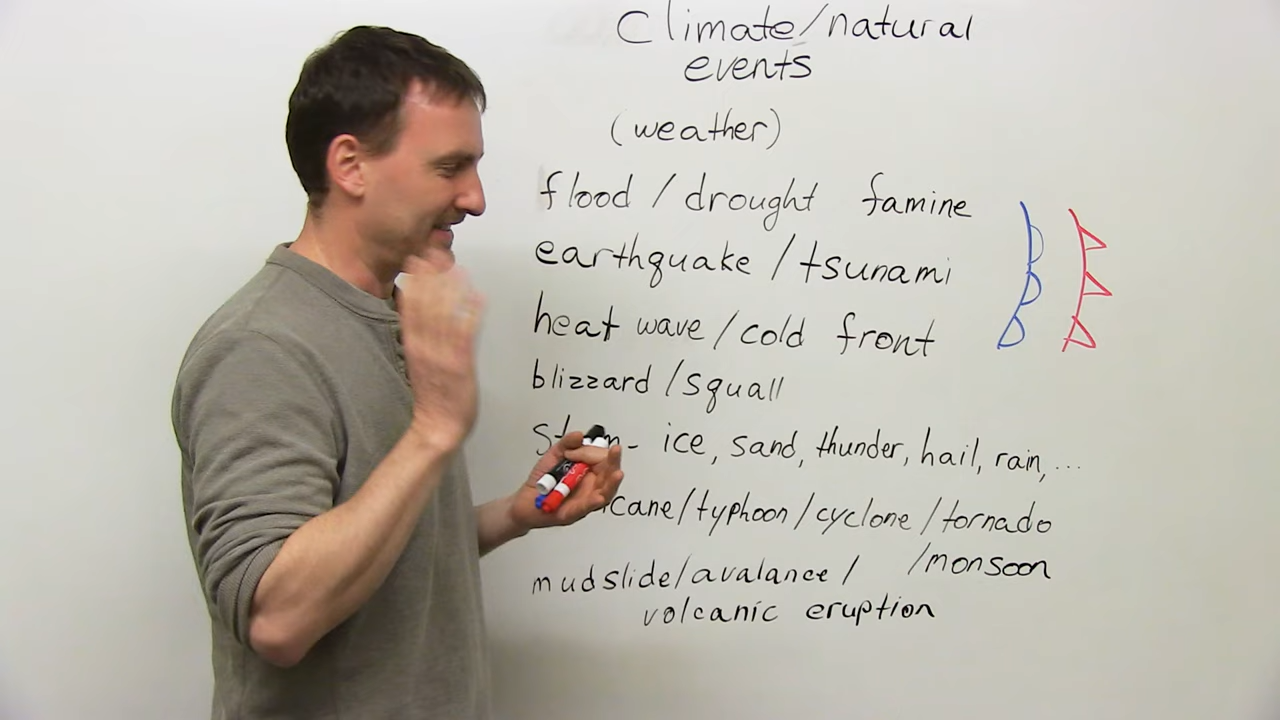 Climate/natural
events
(weather)
flood / drought famine
earthquake / tsunami
heat wave / cold front
blizzard / squall
ice, sand, thunder, hail, rain, ...
/typhoon/cyclone/tornado
mudslide/avalance/ /monsoon
volcanic eruption